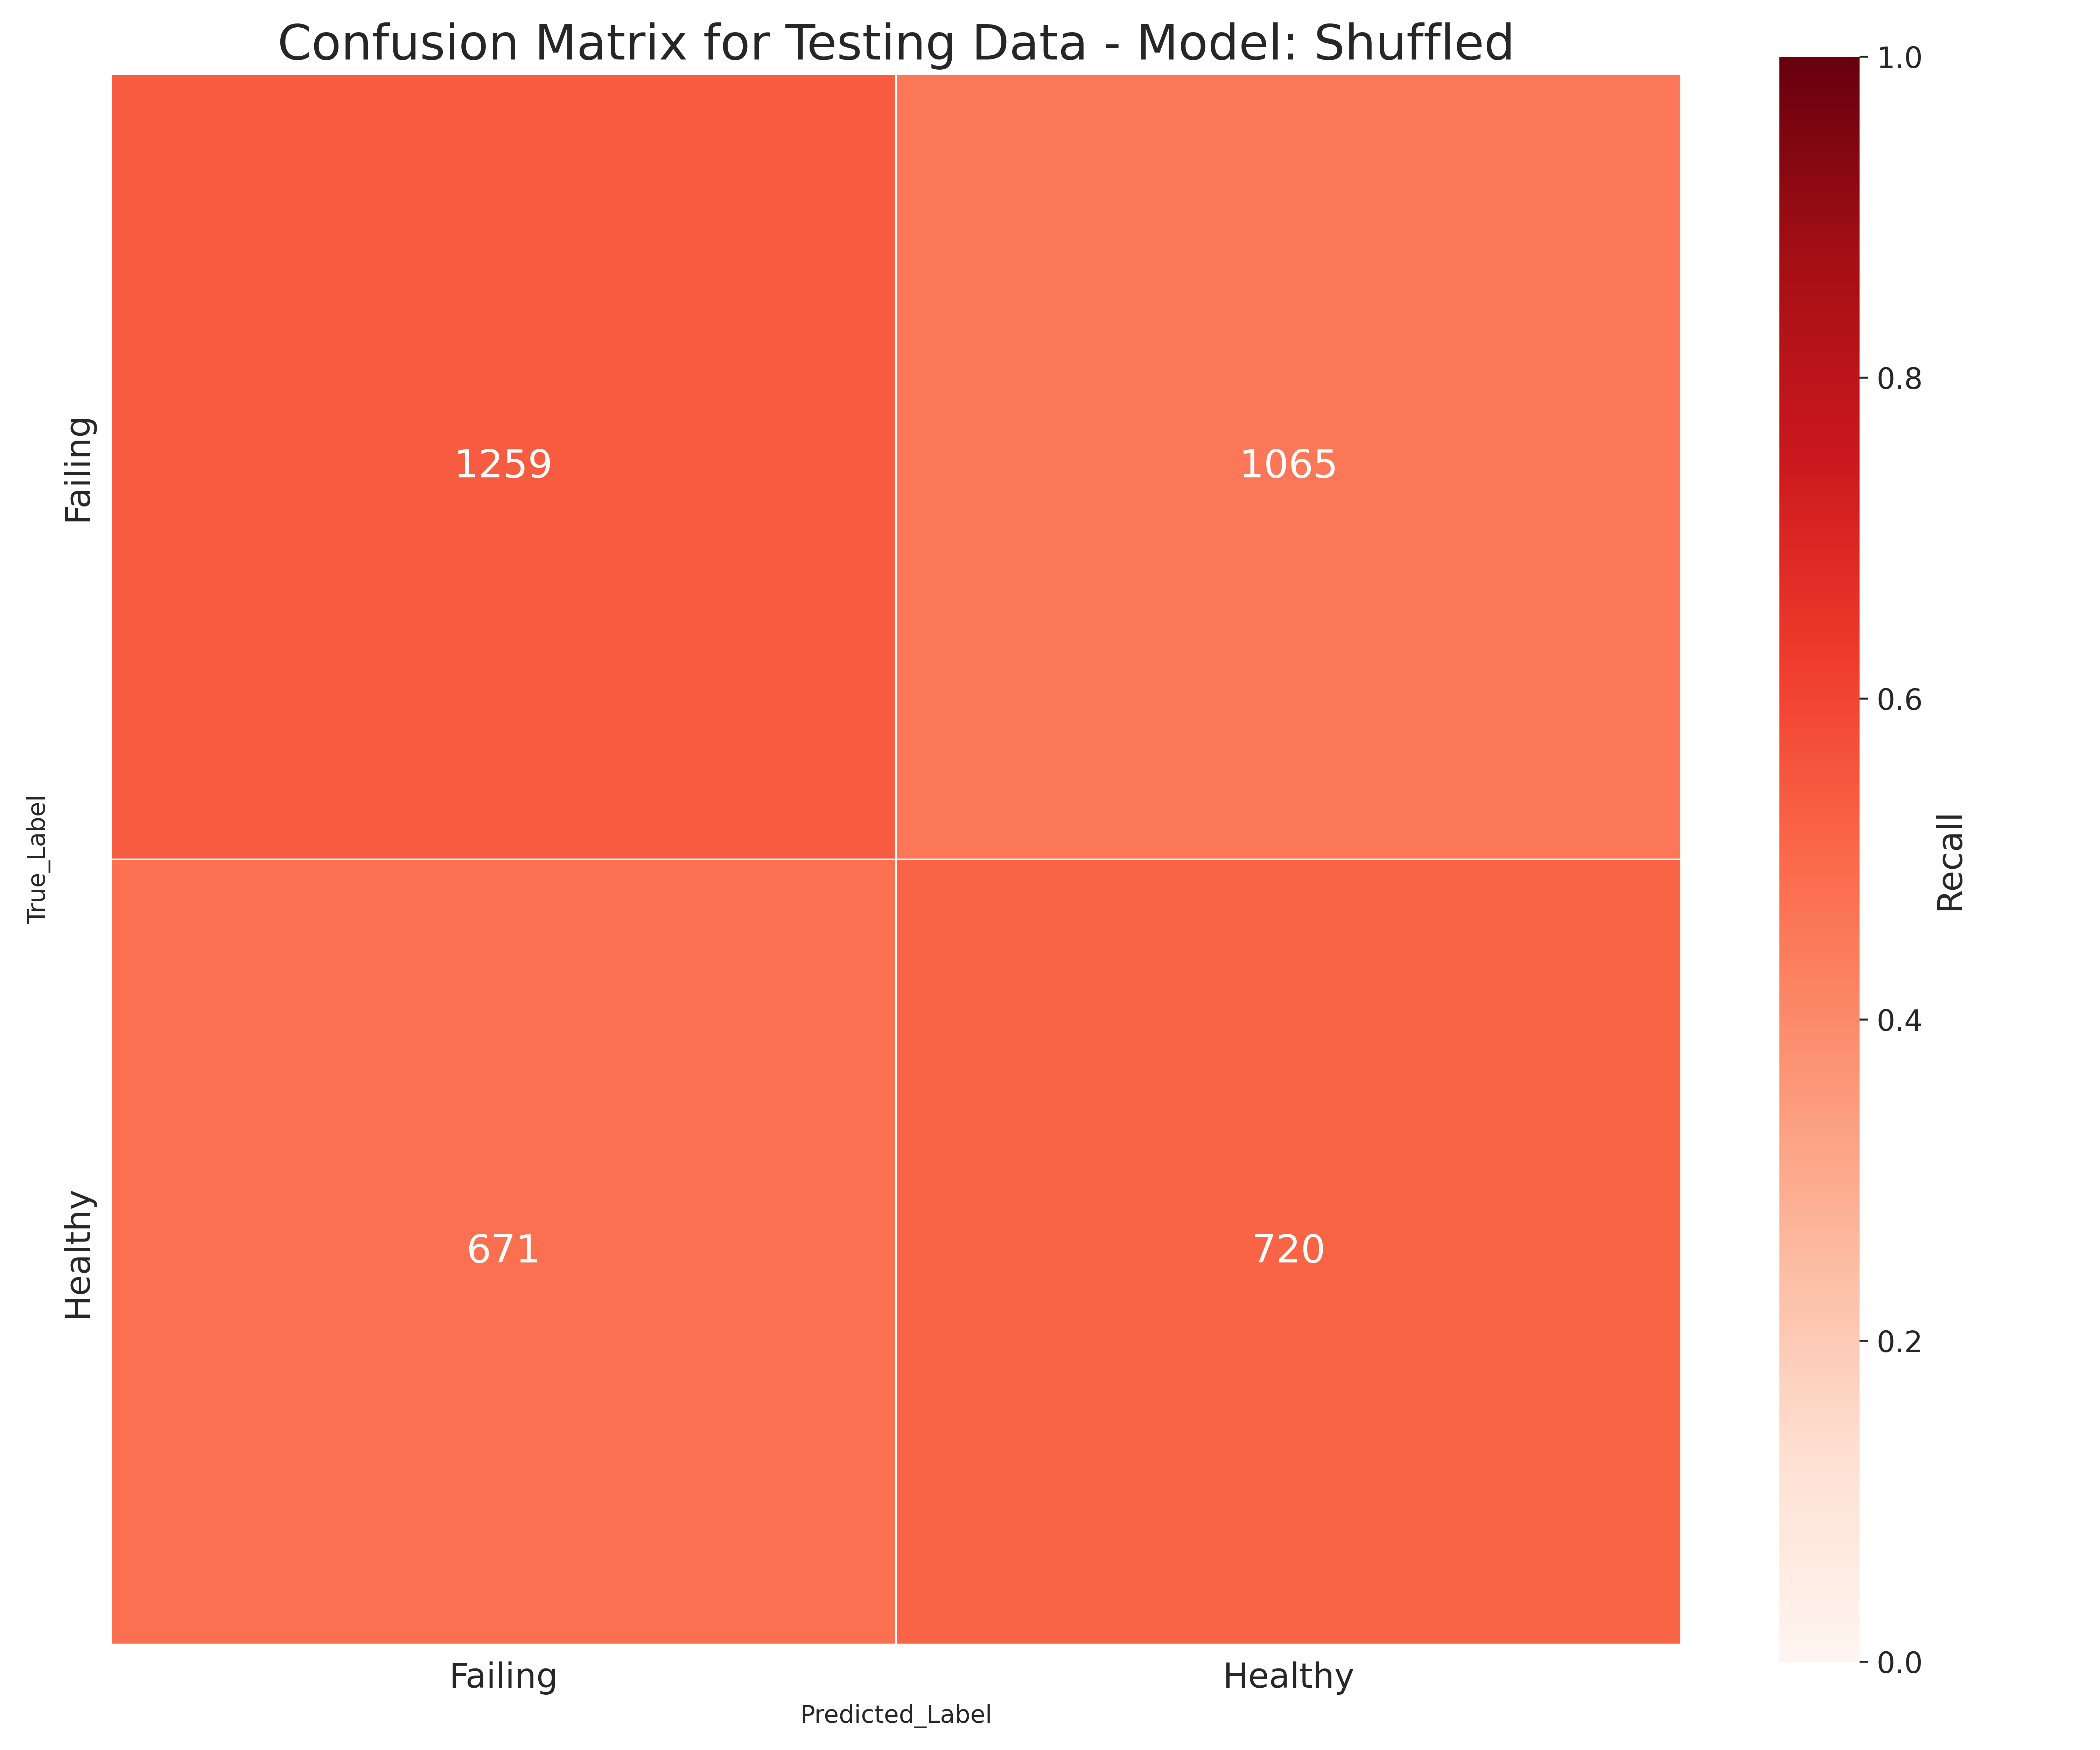 Confusion Matrix for Testing Data - Model: Shuffled
True_Label
Failing
1259
1065
Healthy
671
720
Failing
Healthy
Predicted_Label
1.0
0.8
0.6
0.4
0.2
0.0
Recall